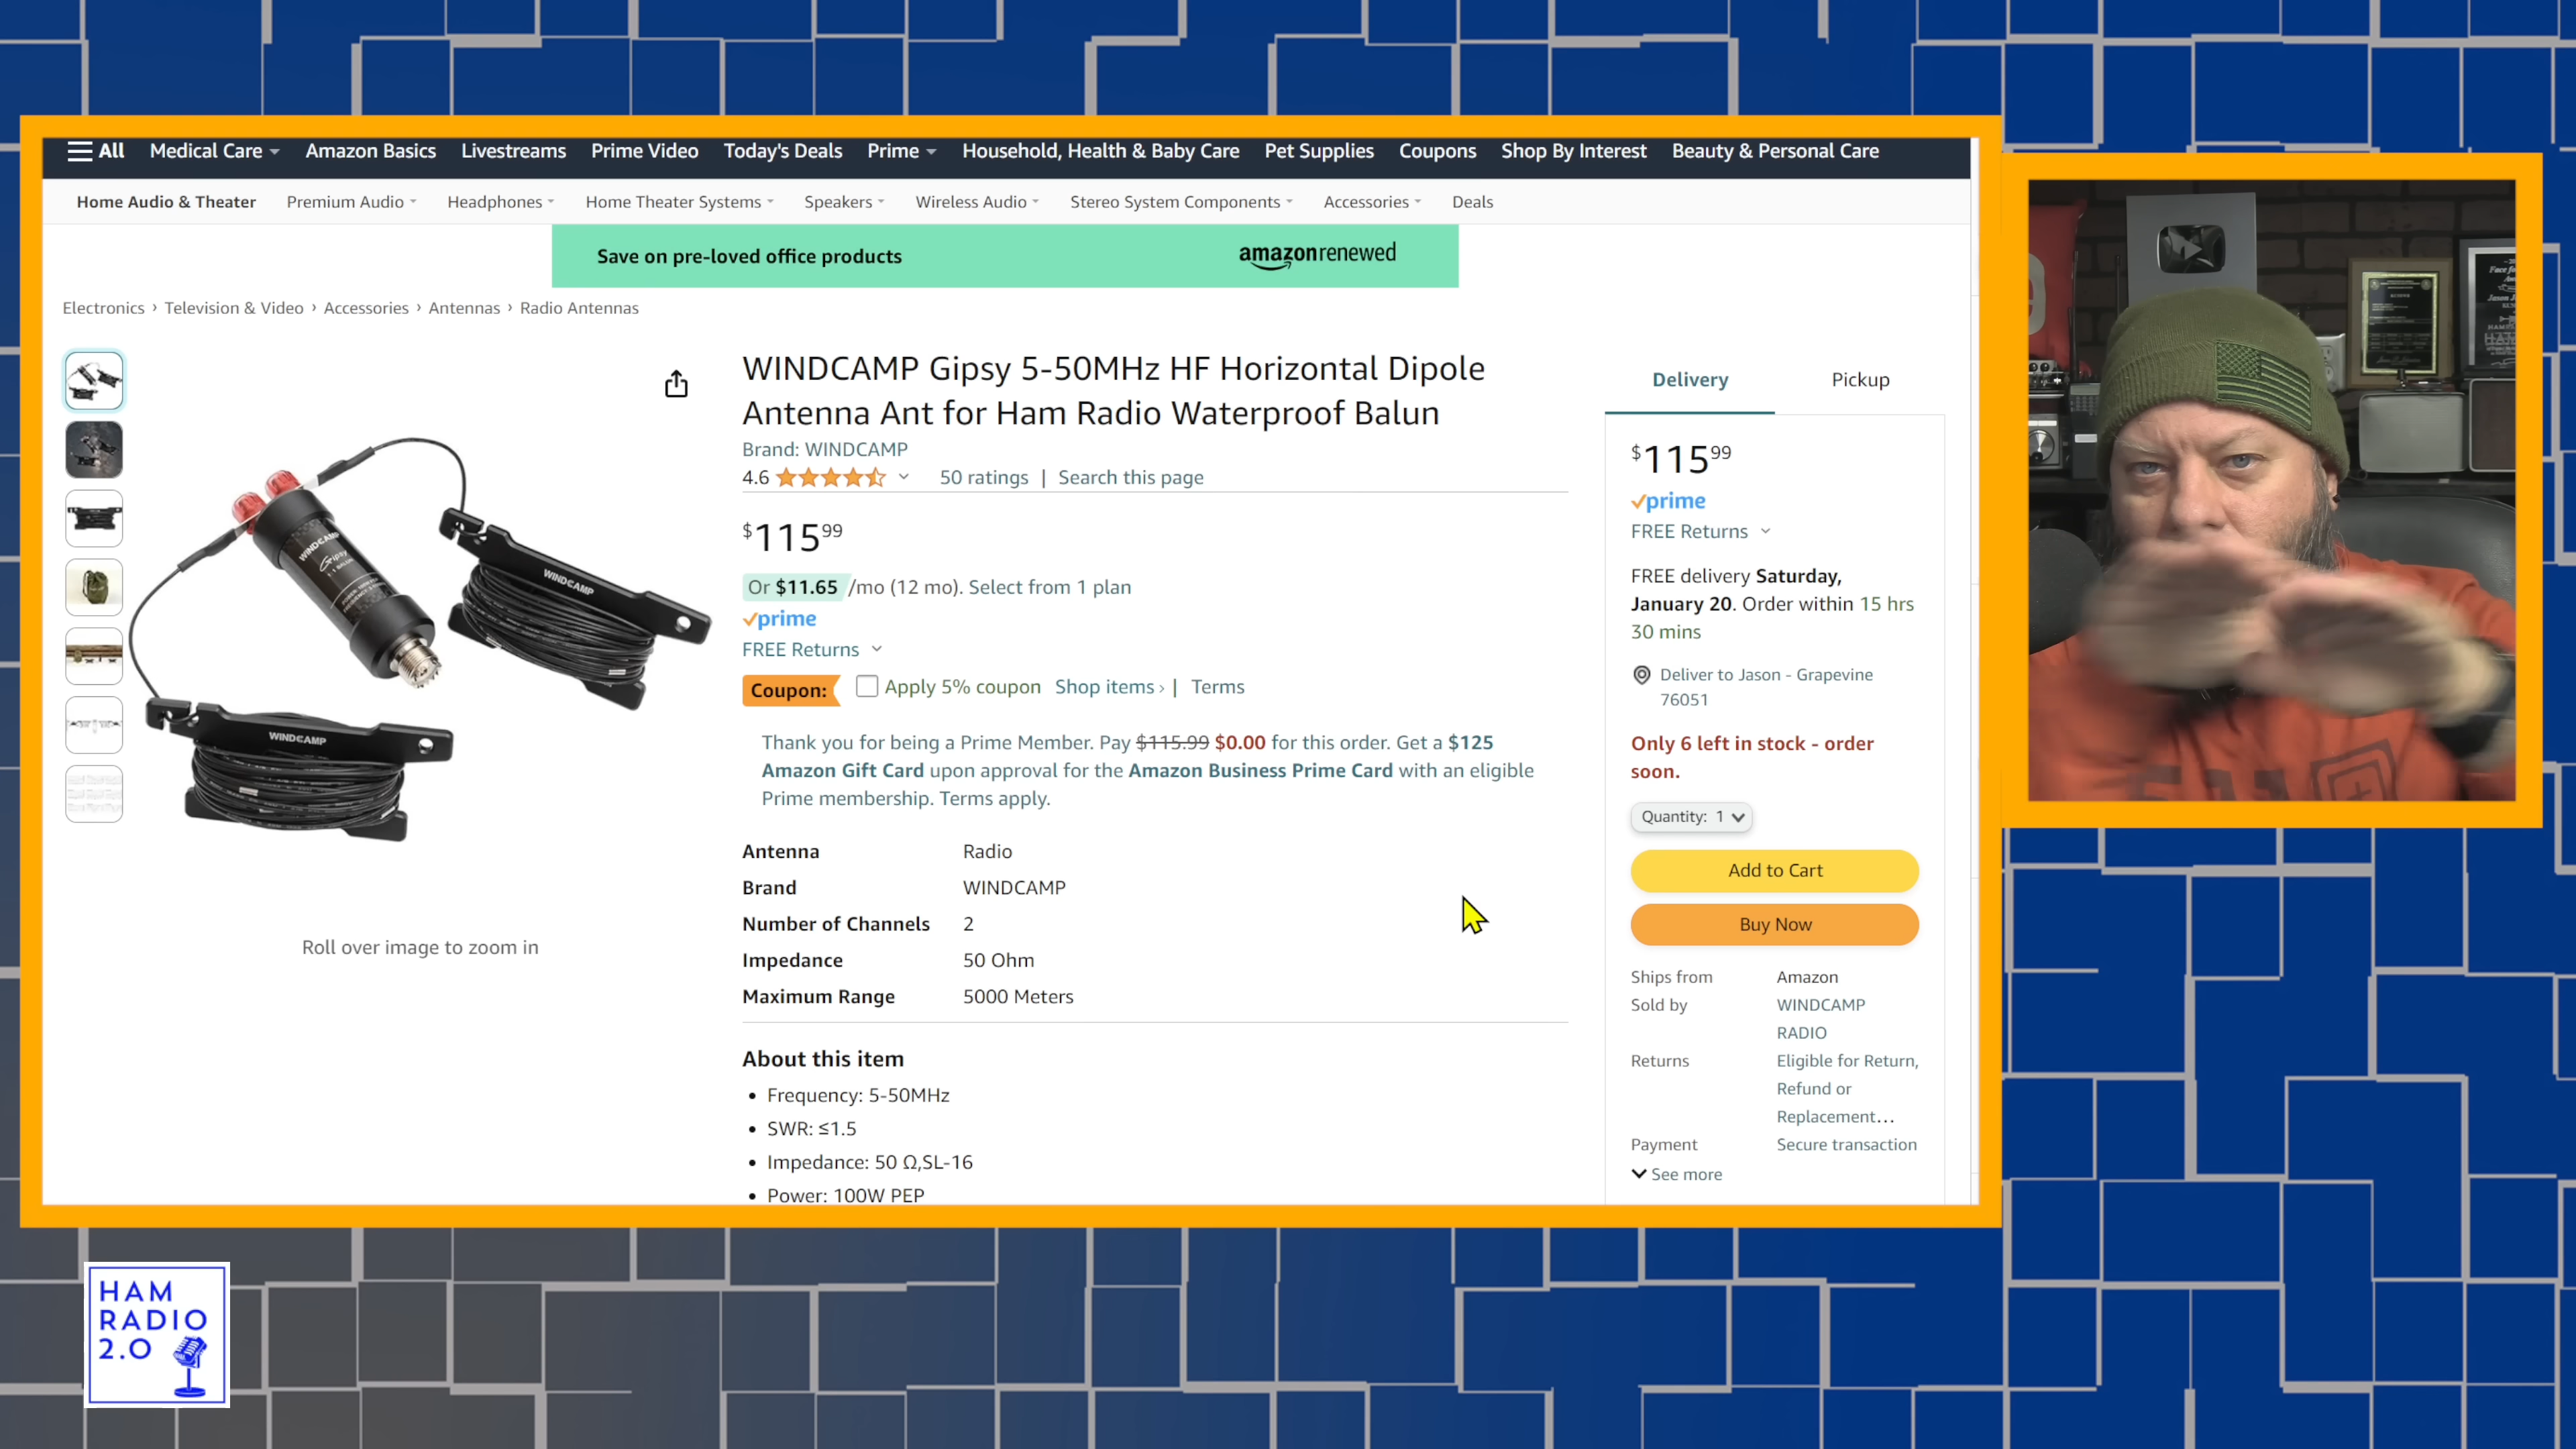 All Medical Care Amazon Basics Livestreams Prime Video Today's Deals Prime Household, Health & Baby Care Pet Supplies Coupons Shop By Interest Beauty & Personal Care
Home Audio & Theater Premium Audio Headphones Home Theater Systems Speakers Wireless Audio Stereo System Components Accessories Deals
Save on pre-loved office products amazonrenewed
Electronics › Television & Video › Accessories › Antennas › Radio Antennas
WINDCAMP
Gipsy
1:1 BALUN
WINDCAMP
WINDCAMP
Roll over image to zoom in
WINDCAMP Gipsy 5-50MHz HF Horizontal Dipole
Antenna Ant for Ham Radio Waterproof Balun
Brand: WINDCAMP
4.6 50 ratings | Search this page
$115.99
Or $11.65 /mo (12 mo). Select from 1 plan
prime
FREE Returns
Coupon: Apply 5% coupon Shop items › | Terms
Thank you for being a Prime Member. Pay $115.99 $0.00 for this order. Get a $125
Amazon Gift Card upon approval for the Amazon Business Prime Card with an eligible
Prime membership. Terms apply.
Antenna Radio
Brand WINDCAMP
Number of Channels 2
Impedance 50 Ohm
Maximum Range 5000 Meters
About this item
• Frequency: 5-50MHz
• SWR: ≤1.5
• Impedance: 50 Ω,SL-16
• Power: 100W PEP
Delivery Pickup
$115.99
prime
FREE Returns
FREE delivery Saturday,
January 20. Order within 15 hrs
30 mins
Deliver to Jason - Grapevine
76051
Only 6 left in stock - order
soon.
Quantity: 1
Add to Cart
Buy Now
Ships from Amazon
Sold by WINDCAMP
RADIO
Returns Eligible for Return,
Refund or
Replacement…
Payment Secure transaction
See more
HAM
RADIO
2.0